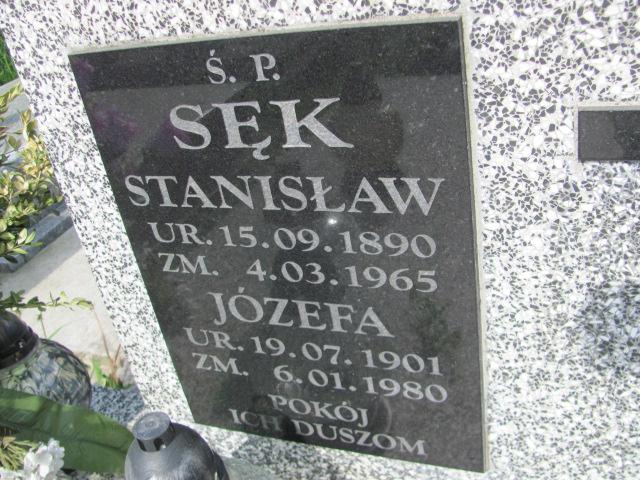 Ś. P.
SĘK
STANISŁAW
UR. 15.09.1890
ZM. 4.03.1965
JÓZEFA
UR. 19.07.1901
ZM. 6.01.1980
POKÓJ
ICH DUSZOM